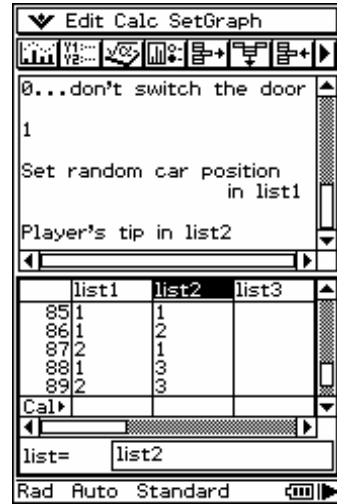 Edit Calc SetGraph
0...don't switch the door
1
Set random car position
in list1
Player's tip in list2
list1 list2 list3
85 1 1
86 1 2
87 2 1
88 1 3
89 2 3
Cal
list= list2
Rad Auto Standard